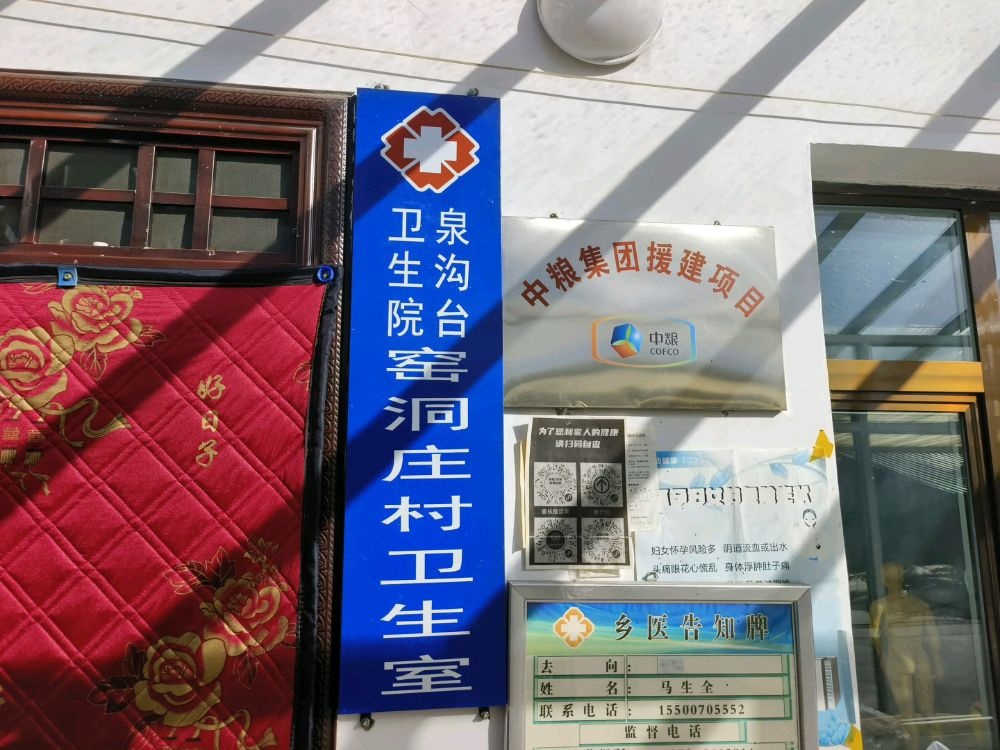 泉沟台
卫生院
窑洞庄村卫生室
中粮集团援建项目
中粮
COFCO
好日子
为了您和家人的健康
请扫码自查
妇女怀孕风险多 阴道流血或出水
头痛眼花心慌乱 身体浮肿肚子痛
乡医告知牌
去向：
姓名： 马生全
联系电话： 15500705552
监督电话